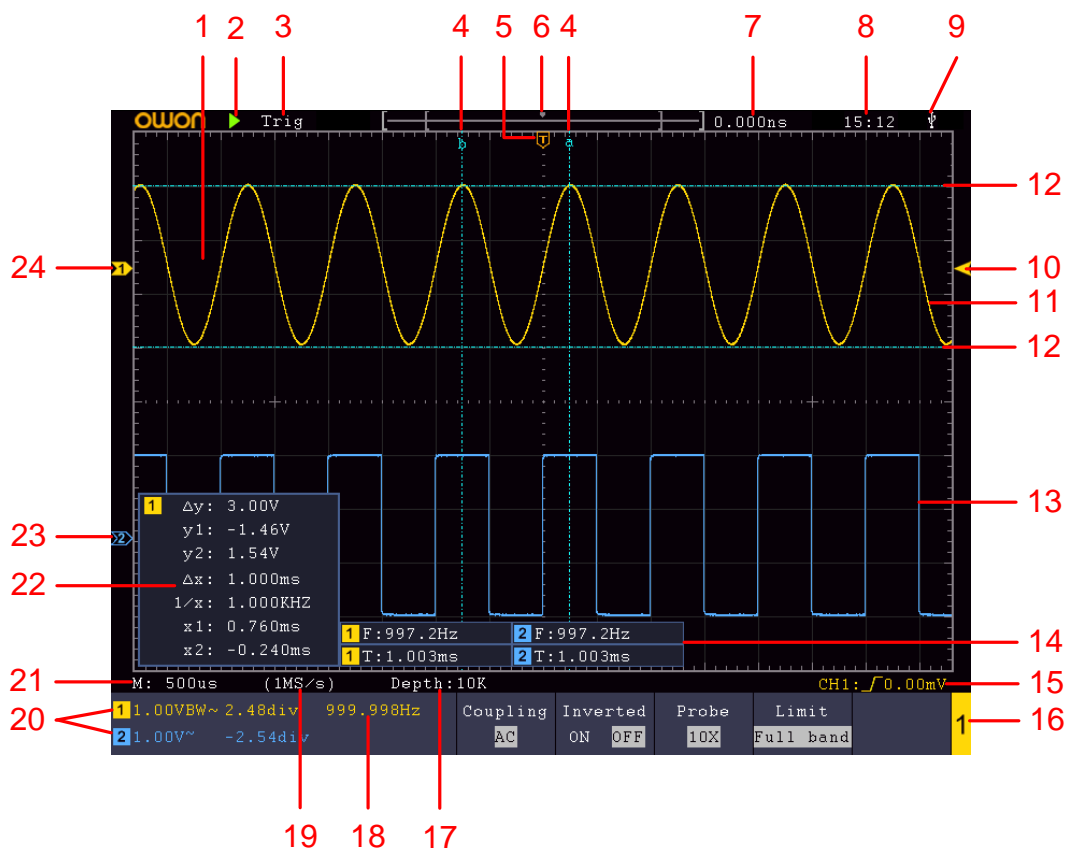 1 2 3 4 5 6 4 7 8 9
owon Trig 0.000ns 15:12
T
b a
12
24 1 10
11
12
13
23 2
1 Δy: 3.00V
y1: -1.46V
y2: 1.54V
22 Δx: 1.000ms
1/x: 1.000KHZ
x1: 0.760ms
x2: -0.240ms
1 F:997.2Hz 2 F:997.2Hz
14
1 T:1.003ms 2 T:1.003ms
21 M: 500us (1MS/s) Depth:10K CH1:0.00mV 15
20 1 1.00VBW~ 2.48div 999.998Hz Coupling Inverted Probe Limit 1 16
2 1.00V~ -2.54div AC ON OFF 10X Full band
19 18 17